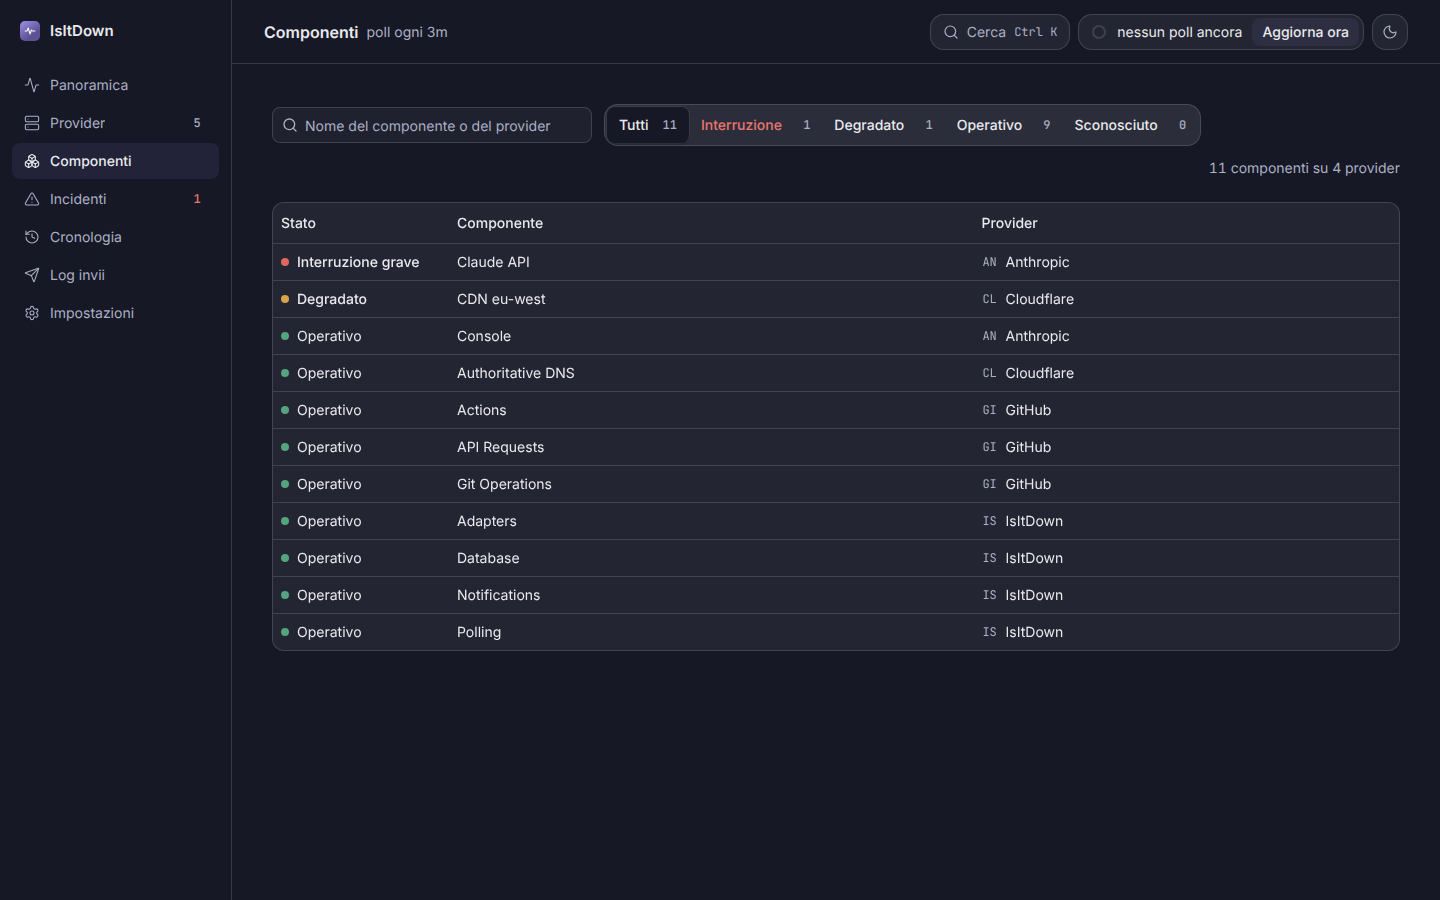 IsItDown
Panoramica
Provider 5
Componenti
Incidenti 1
Cronologia
Log invii
Impostazioni
Componenti poll ogni 3m
Cerca Ctrl K
nessun poll ancora Aggiorna ora
Nome del componente o del provider
Tutti 11 Interruzione 1 Degradato 1 Operativo 9 Sconosciuto 0
11 componenti su 4 provider
Stato Componente Provider
Interruzione grave Claude API AN Anthropic
Degradato CDN eu-west CL Cloudflare
Operativo Console AN Anthropic
Operativo Authoritative DNS CL Cloudflare
Operativo Actions GI GitHub
Operativo API Requests GI GitHub
Operativo Git Operations GI GitHub
Operativo Adapters IS IsItDown
Operativo Database IS IsItDown
Operativo Notifications IS IsItDown
Operativo Polling IS IsItDown